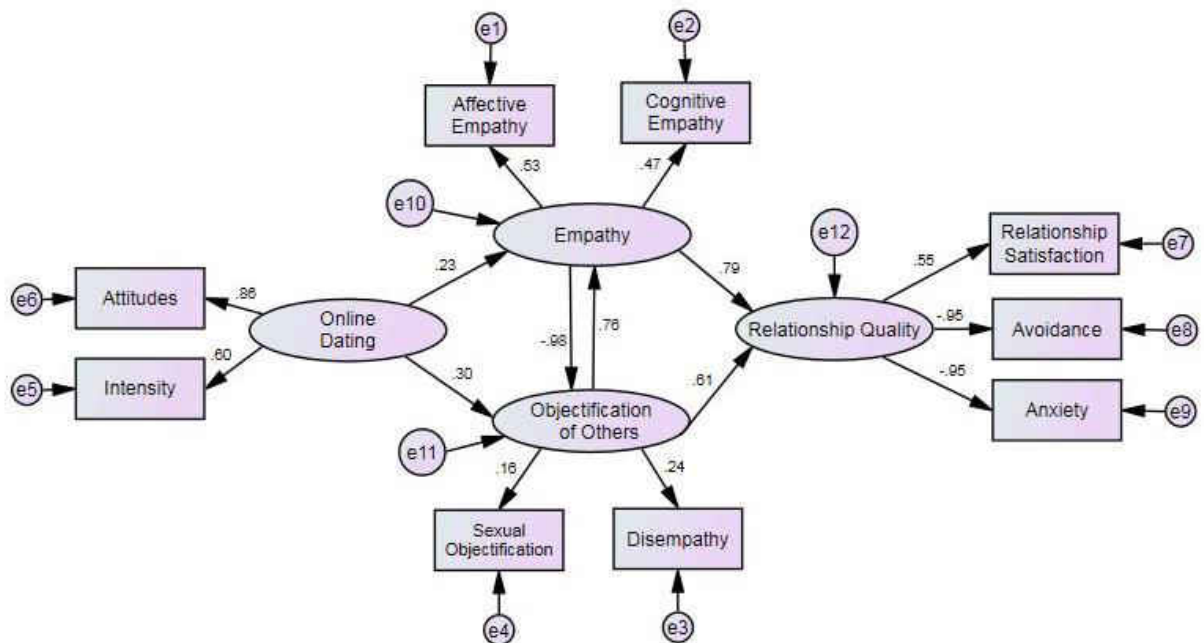 e1
e2
Affective
Empathy
Cognitive
Empathy
.53
.47
e10
Empathy
e12
Relationship
Satisfaction
e7
.23
.79
.55
e6
Attitudes
.86
Online
Dating
-.98
.76
Relationship Quality
-.95
Avoidance
e8
e5
Intensity
.60
.30
.61
-.95
Anxiety
e9
Objectification
of Others
e11
.16
.24
Sexual
Objectification
Disempathy
e4
e3